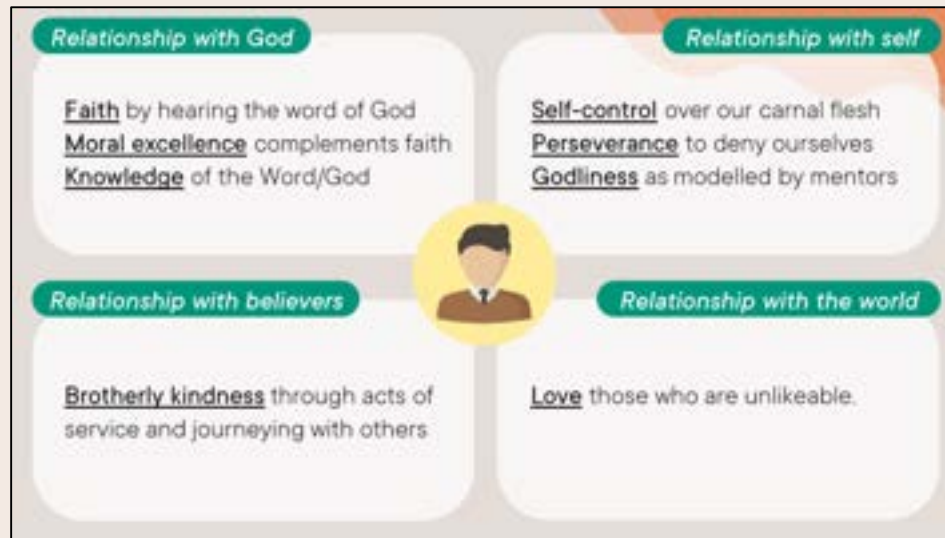 Relationship with God
Faith by hearing the word of God
Moral excellence complements faith
Knowledge of the Word/God
Relationship with self
Self-control over our carnal flesh
Perseverance to deny ourselves
Godliness as modelled by mentors
Relationship with believers
Brotherly kindness through acts of
service and journeying with others
Relationship with the world
Love those who are unlikeable.